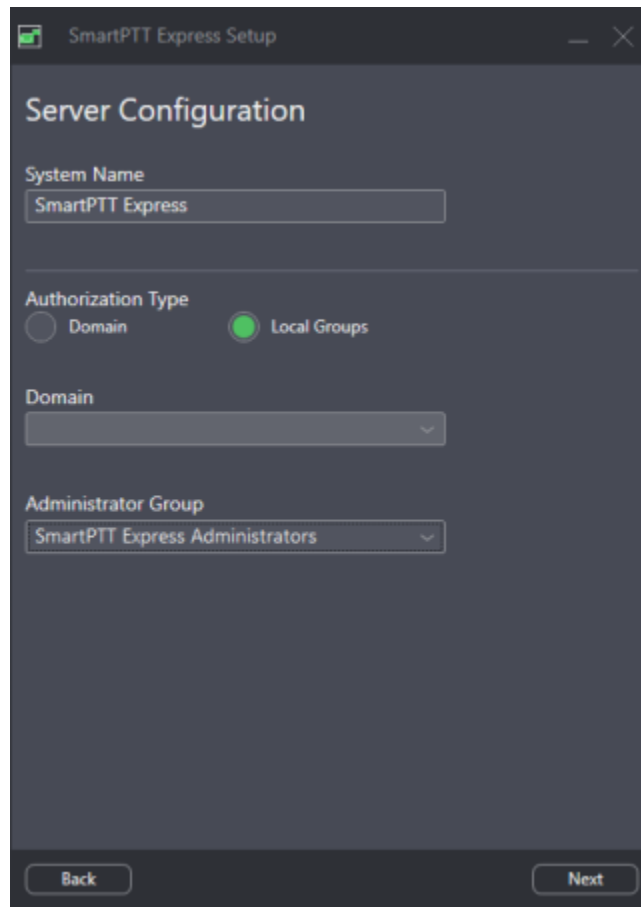 SmartPTT Express Setup
Server Configuration
System Name
SmartPTT Express
Authorization Type
Domain Local Groups
Domain
Administrator Group
SmartPTT Express Administrators
Back Next